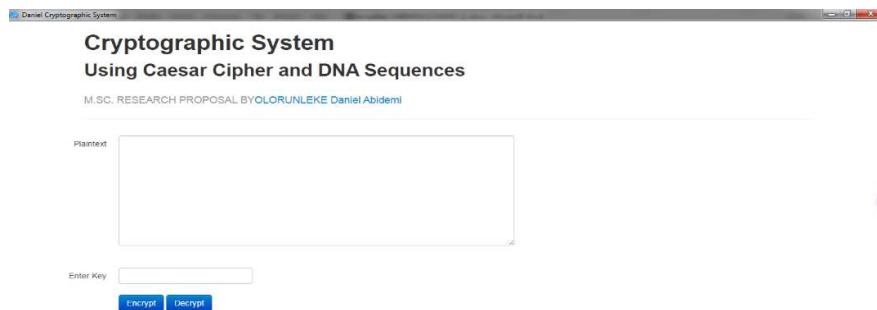 Daniel Cryptographic System
Cryptographic System
Using Caesar Cipher and DNA Sequences
M.SC. RESEARCH PROPOSAL BYOLORUNLEKE Daniel Abidemi
Plaintext
Enter Key
Encrypt Decrypt